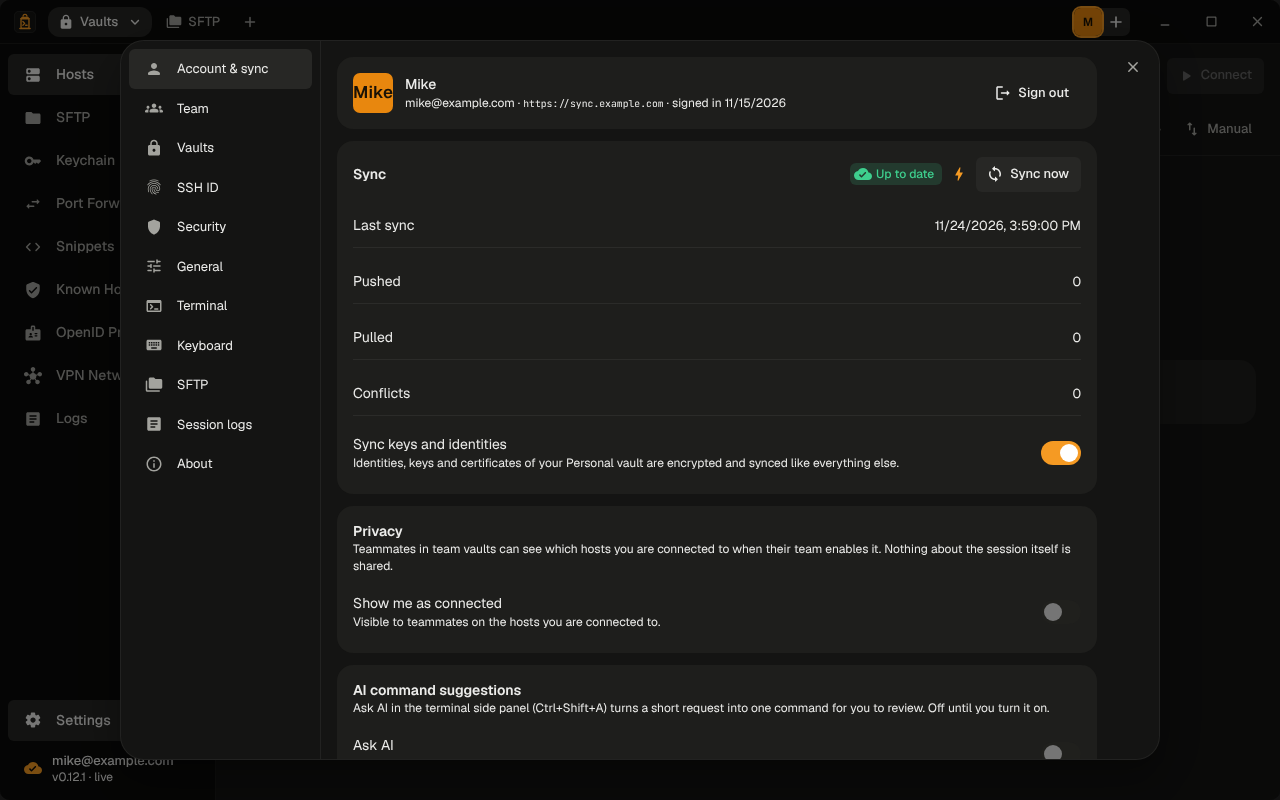 Vaults
SFTP
M
Hosts
SFTP
Keychain
Port Forw
Snippets
Known Ho
OpenID Pr
VPN Netw
Logs
Settings
mike@example.com
v0.12.1 · live
Connect
Manual
Account & sync
Team
Vaults
SSH ID
Security
General
Terminal
Keyboard
SFTP
Session logs
About
Mike
Mike
mike@example.com · https://sync.example.com · signed in 11/15/2026
Sign out
Sync
Up to date
Sync now
Last sync
11/24/2026, 3:59:00 PM
Pushed
0
Pulled
0
Conflicts
0
Sync keys and identities
Identities, keys and certificates of your Personal vault are encrypted and synced like everything else.
Privacy
Teammates in team vaults can see which hosts you are connected to when their team enables it. Nothing about the session itself is
shared.
Show me as connected
Visible to teammates on the hosts you are connected to.
AI command suggestions
Ask AI in the terminal side panel (Ctrl+Shift+A) turns a short request into one command for you to review. Off until you turn it on.
Ask AI